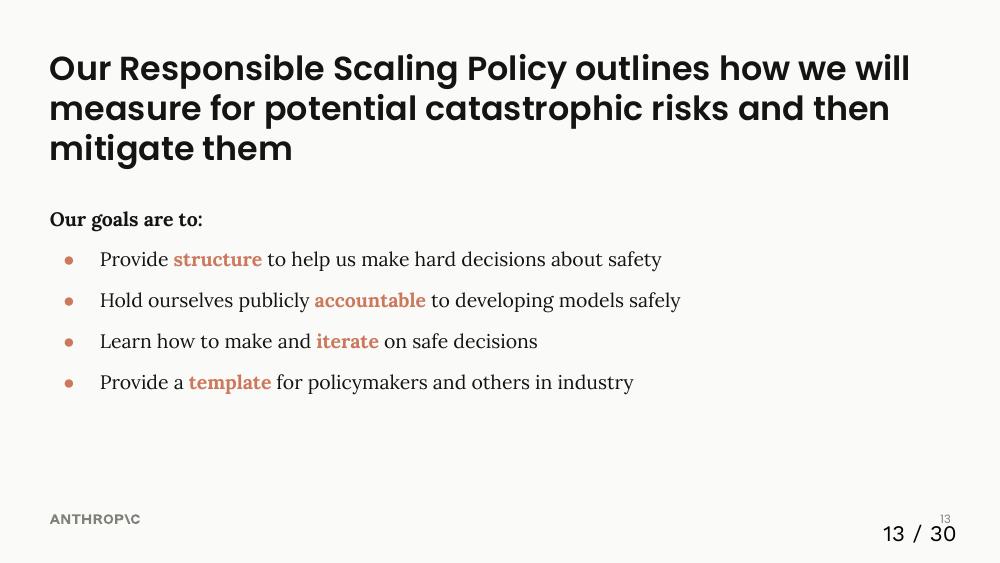 Our Responsible Scaling Policy outlines how we will
measure for potential catastrophic risks and then
mitigate them
Our goals are to:
● Provide structure to help us make hard decisions about safety
● Hold ourselves publicly accountable to developing models safely
● Learn how to make and iterate on safe decisions
● Provide a template for policymakers and others in industry
ANTHROP\C
13
13 / 30